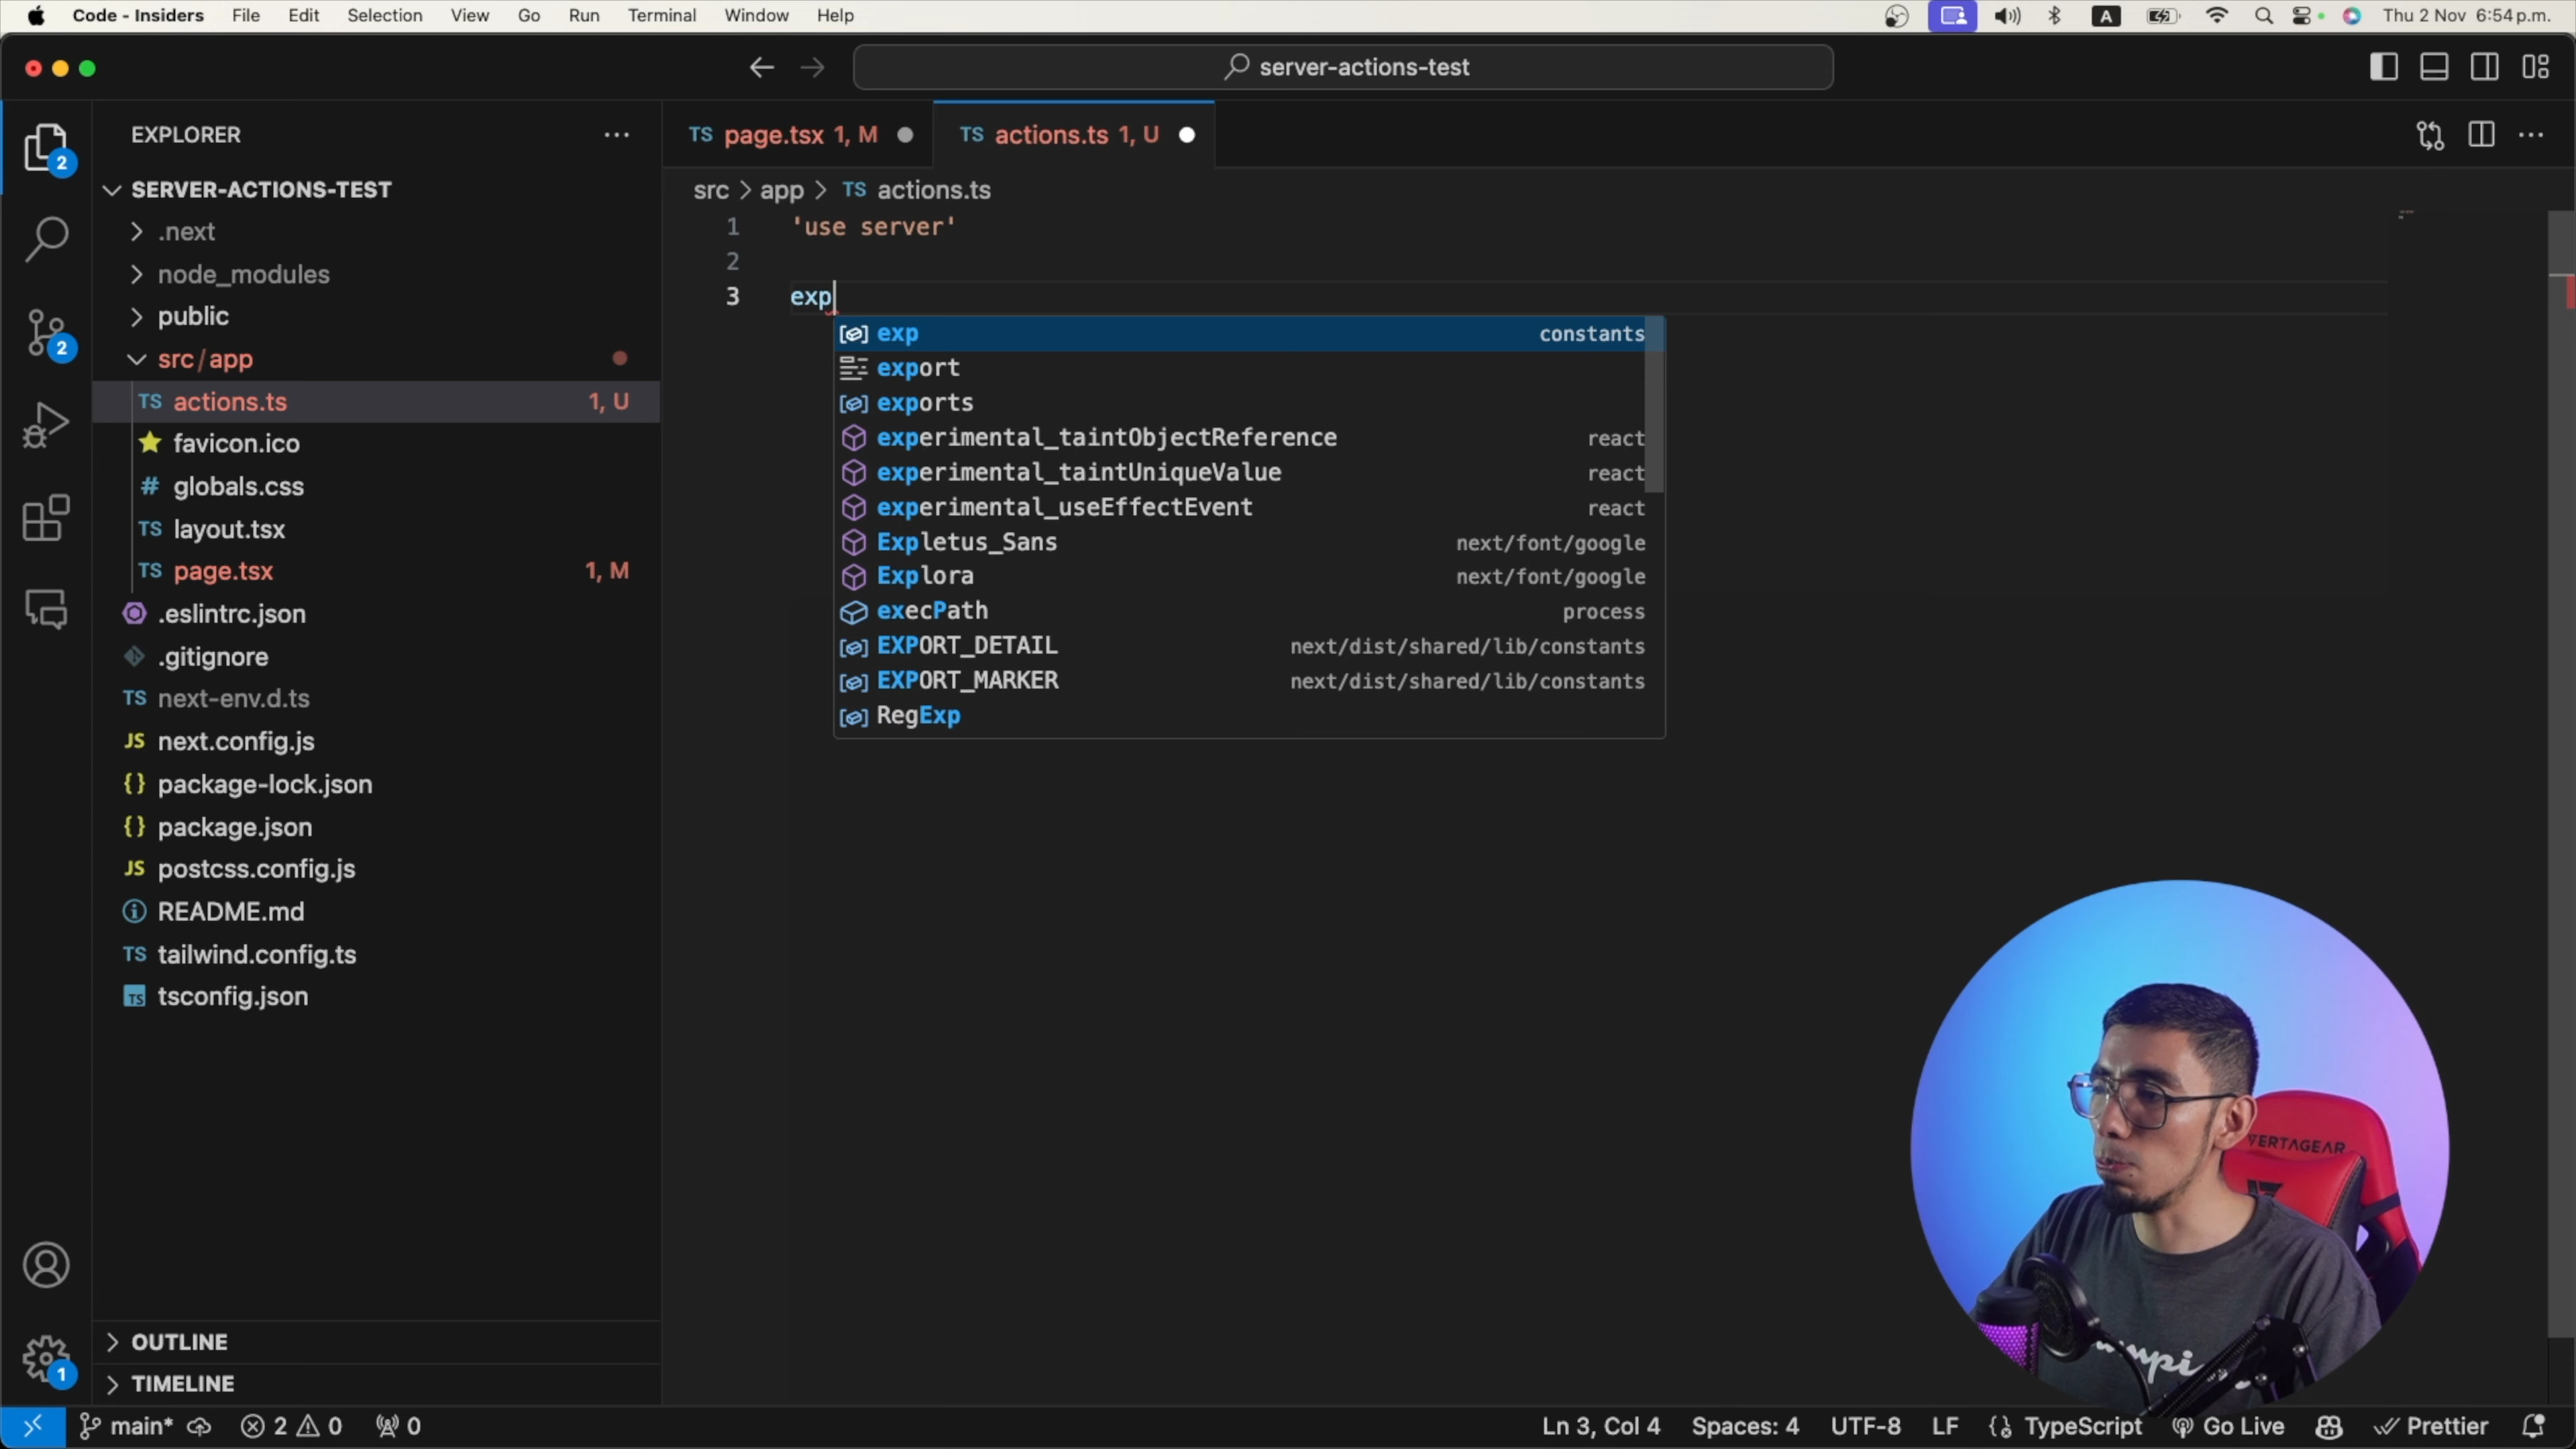 Code - Insiders File Edit Selection View Go Run Terminal Window Help A Thu 2 Nov 6:54 p.m.
server-actions-test
EXPLORER
SERVER-ACTIONS-TEST
.next
node_modules
public
src/app
TS actions.ts 1, U
favicon.ico
# globals.css
TS layout.tsx
TS page.tsx 1, M
.eslintrc.json
.gitignore
TS next-env.d.ts
JS next.config.js
{} package-lock.json
{} package.json
JS postcss.config.js
README.md
TS tailwind.config.ts
TS tsconfig.json
OUTLINE
TIMELINE
2
2
1
TS page.tsx 1, M TS actions.ts 1, U
src > app > TS actions.ts
1 'use server'
2
3 exp
exp constants
export
exports
experimental_taintObjectReference react
experimental_taintUniqueValue react
experimental_useEffectEvent react
Expletus_Sans next/font/google
Explora next/font/google
execPath process
EXPORT_DETAIL next/dist/shared/lib/constants
EXPORT_MARKER next/dist/shared/lib/constants
RegExp
VERTAGEAR
main* 2 0 0 Ln 3, Col 4 Spaces: 4 UTF-8 LF {} TypeScript Go Live Prettier